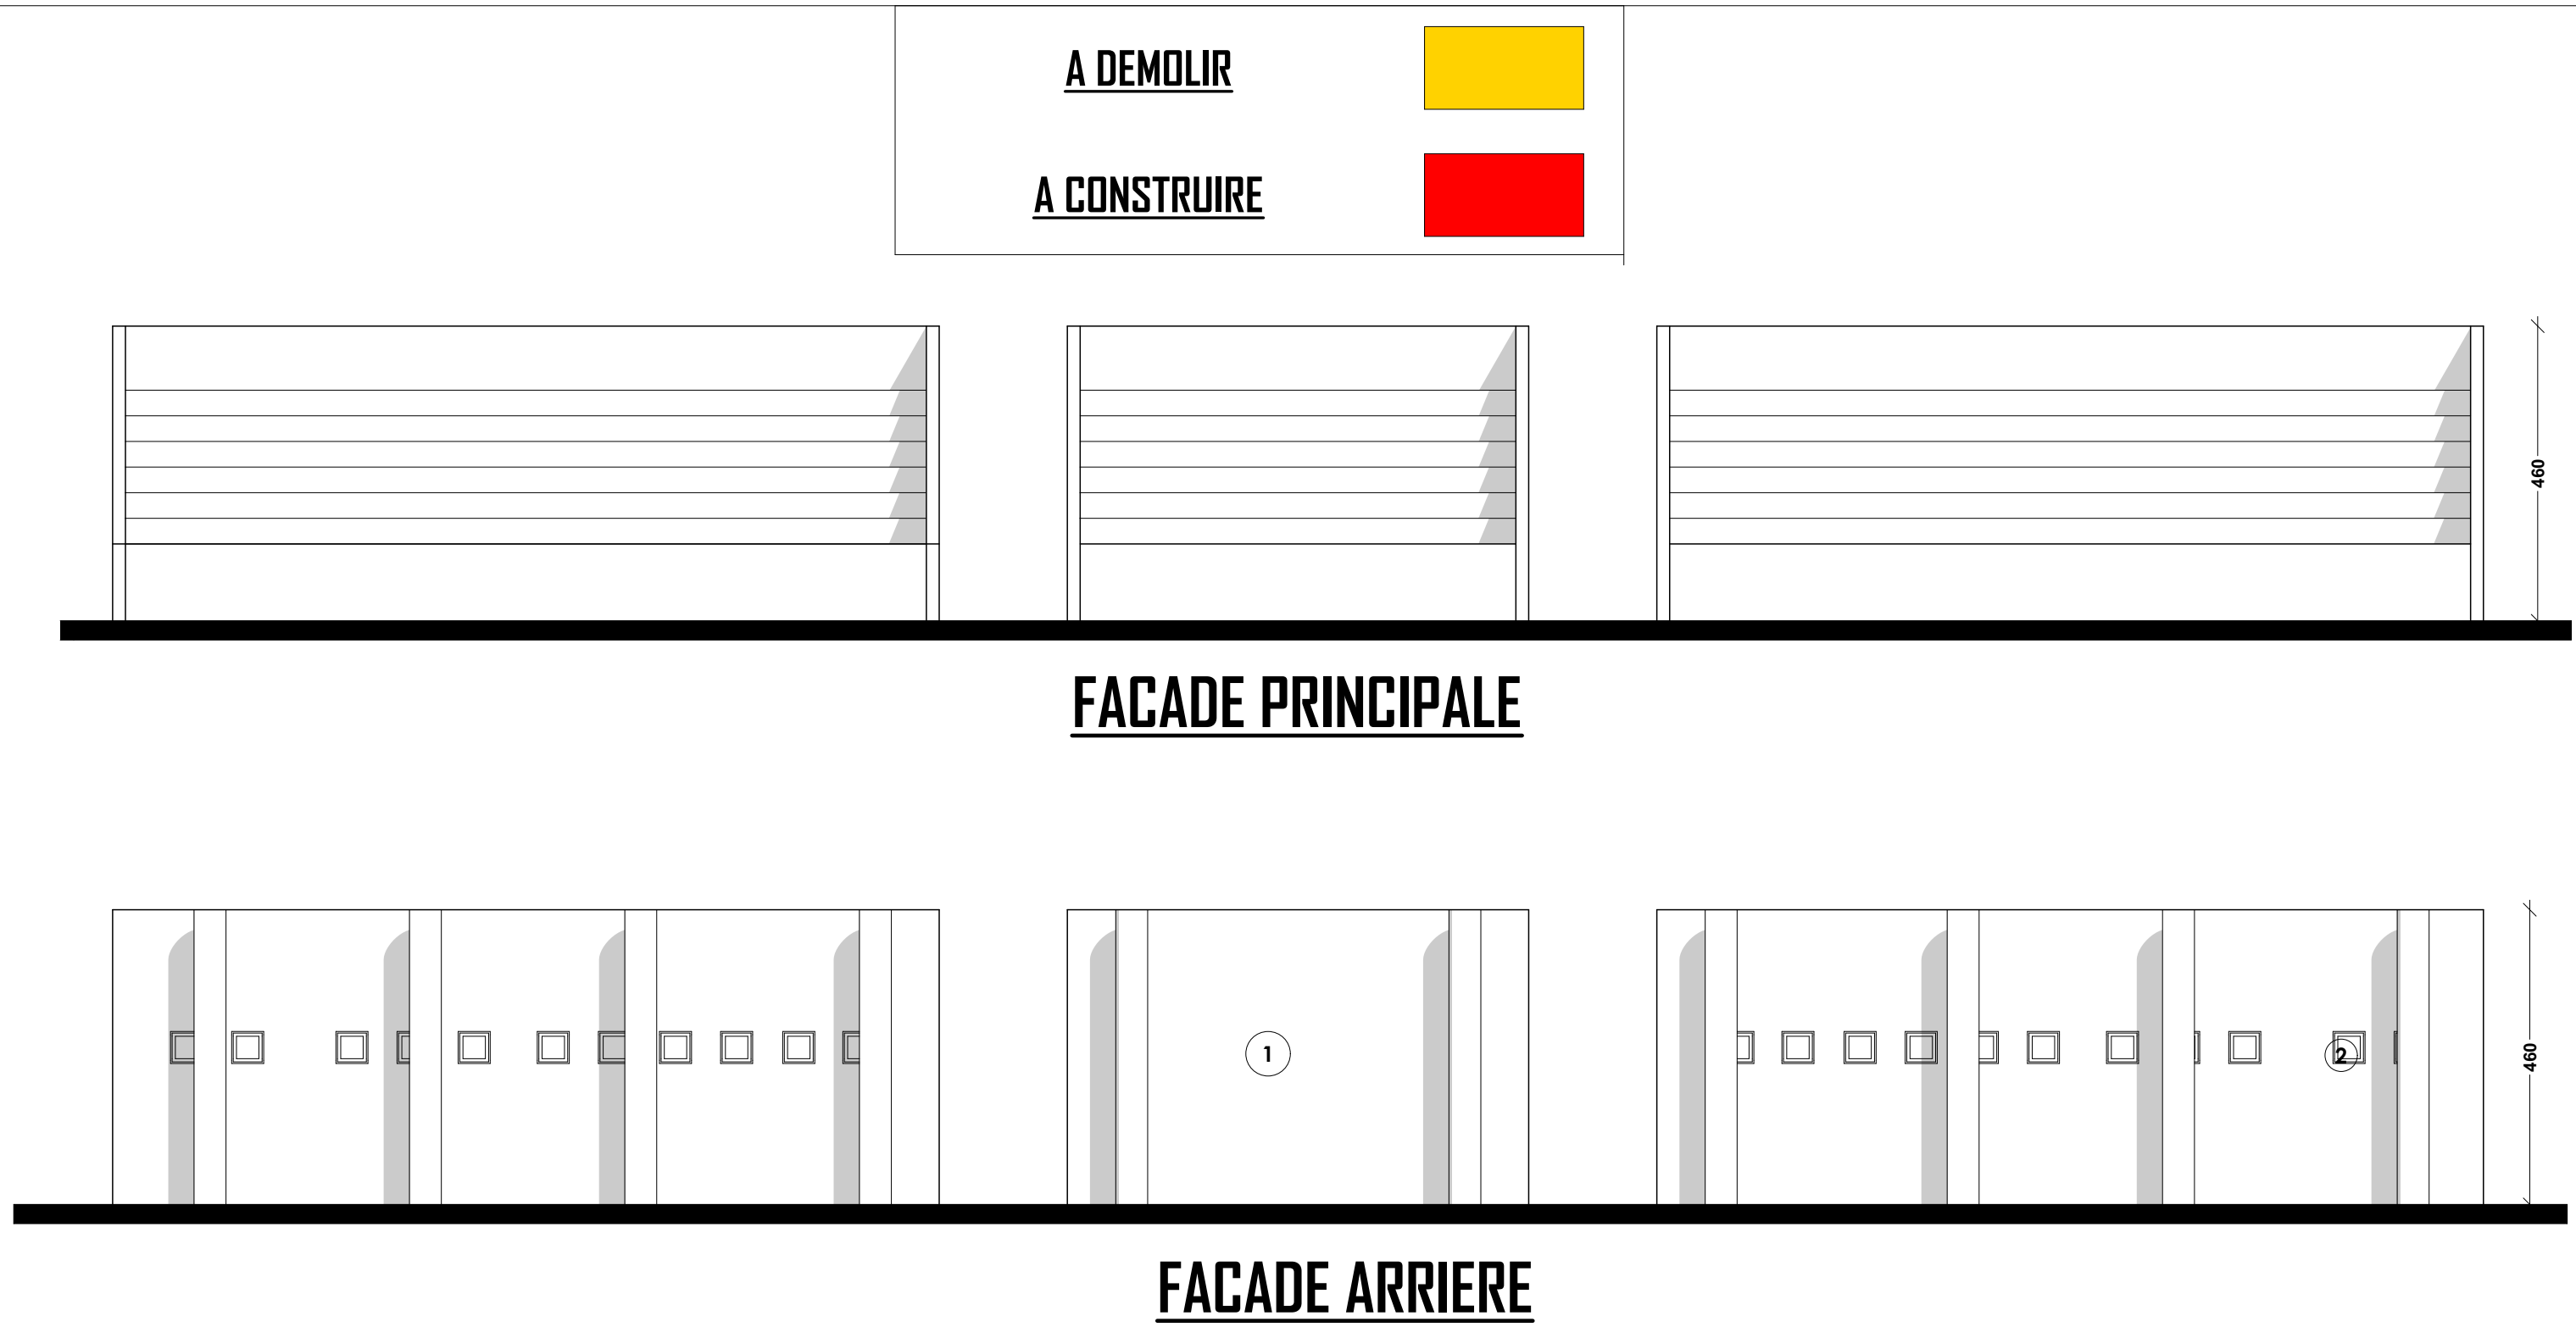 A DEMOLIR
A CONSTRUIRE
460
FACADE PRINCIPALE
1
2
460
FACADE ARRIERE